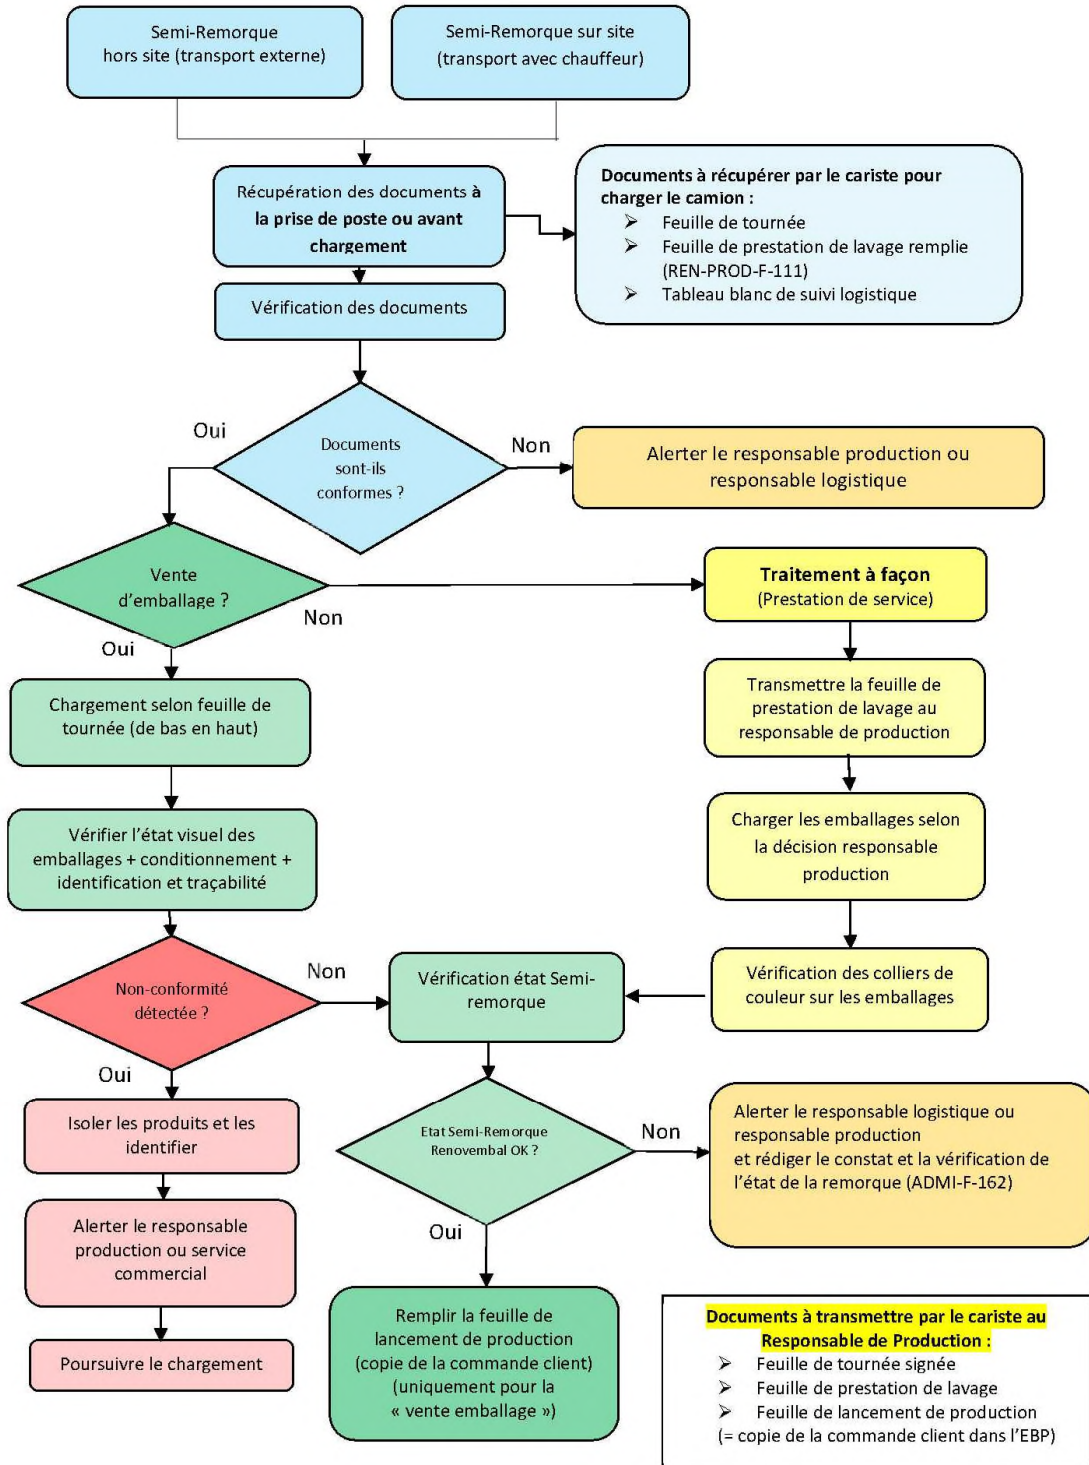 Semi-Remorque
hors site (transport externe)
Semi-Remorque sur site
(transport avec chauffeur)
Récupération des documents à
la prise de poste ou avant
chargement
Documents à récupérer par le cariste pour
charger le camion :
➢ Feuille de tournée
➢ Feuille de prestation de lavage remplie
(REN-PROD-F-111)
➢ Tableau blanc de suivi logistique
Vérification des documents
Oui
Documents
sont-ils
conformes ?
Non
Alerter le responsable production ou
responsable logistique
Vente
d'emballage ?
Non
Oui
Traitement à façon
(Prestation de service)
Chargement selon feuille de
tournée (de bas en haut)
Transmettre la feuille de
prestation de lavage au
responsable de production
Vérifier l'état visuel des
emballages + conditionnement +
identification et traçabilité
Charger les emballages selon
la décision responsable
production
Non-conformité
détectée ?
Non
Oui
Vérification état Semi-
remorque
Vérification des colliers de
couleur sur les emballages
Isoler les produits et les
identifier
Etat Semi-Remorque
Renovembal OK ?
Non
Oui
Alerter le responsable logistique ou
responsable production
et rédiger le constat et la vérification de
l'état de la remorque (ADMI-F-162)
Alerter le responsable
production ou service
commercial
Poursuivre le chargement
Remplir la feuille de
lancement de production
(copie de la commande client)
(uniquement pour la
« vente emballage »)
Documents à transmettre par le cariste au
Responsable de Production :
➢ Feuille de tournée signée
➢ Feuille de prestation de lavage
➢ Feuille de lancement de production
(= copie de la commande client dans l'EBP)